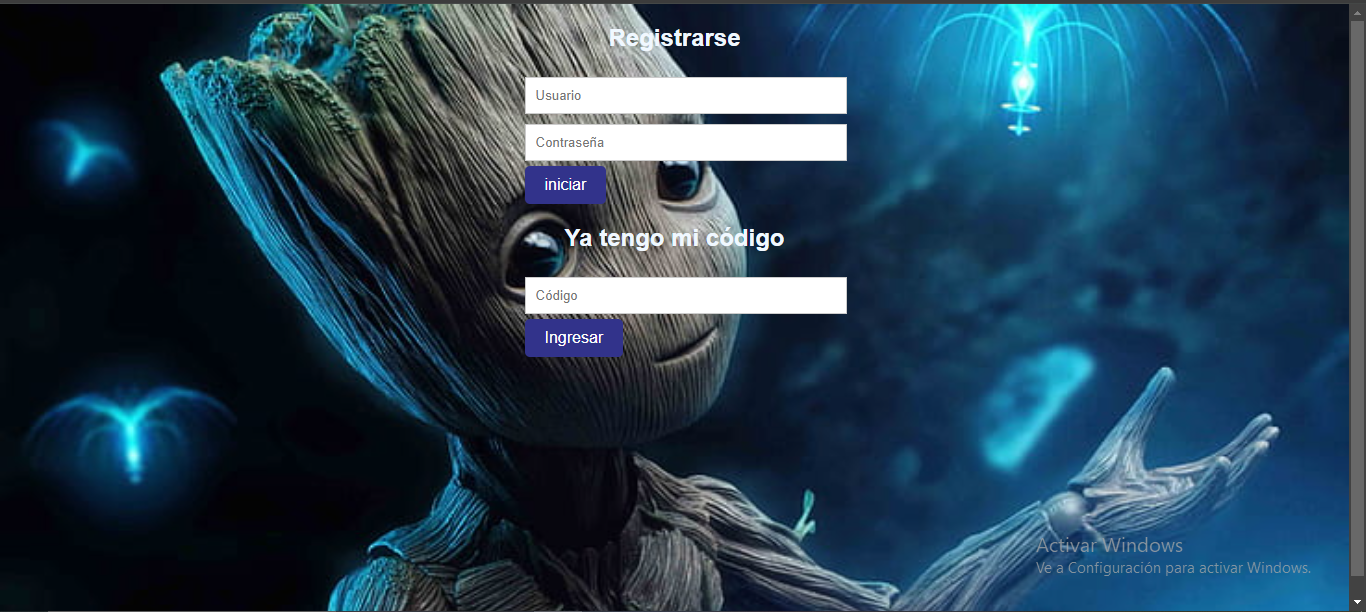 Registrarse
Usuario
Contraseña
iniciar
Ya tengo mi código
Código
Ingresar
Activar Windows
Ve a Configuración para activar Windows.